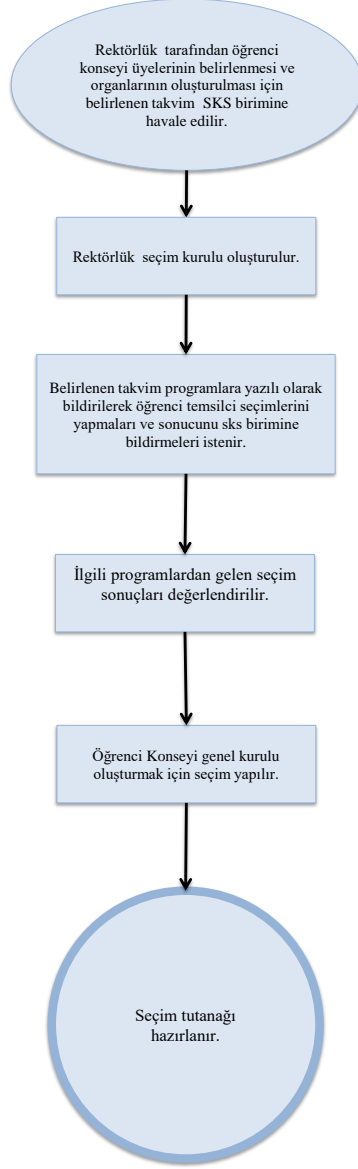 Rektörlük tarafından öğrenci
konseyi üyelerinin belirlenmesi ve
organlarının oluşturulması için
belirlenen takvim SKS birimine
havale edilir.
Rektörlük seçim kurulu oluşturulur.
Belirlenen takvim programlara yazılı olarak
bildirilerek öğrenci temsilci seçimlerini
yapmaları ve sonucunu sks birimine
bildirmeleri istenir.
İlgili programlardan gelen seçim
sonuçları değerlendirilir.
Öğrenci Konseyi genel kurulu
oluşturmak için seçim yapılır.
Seçim tutanağı
hazırlanır.